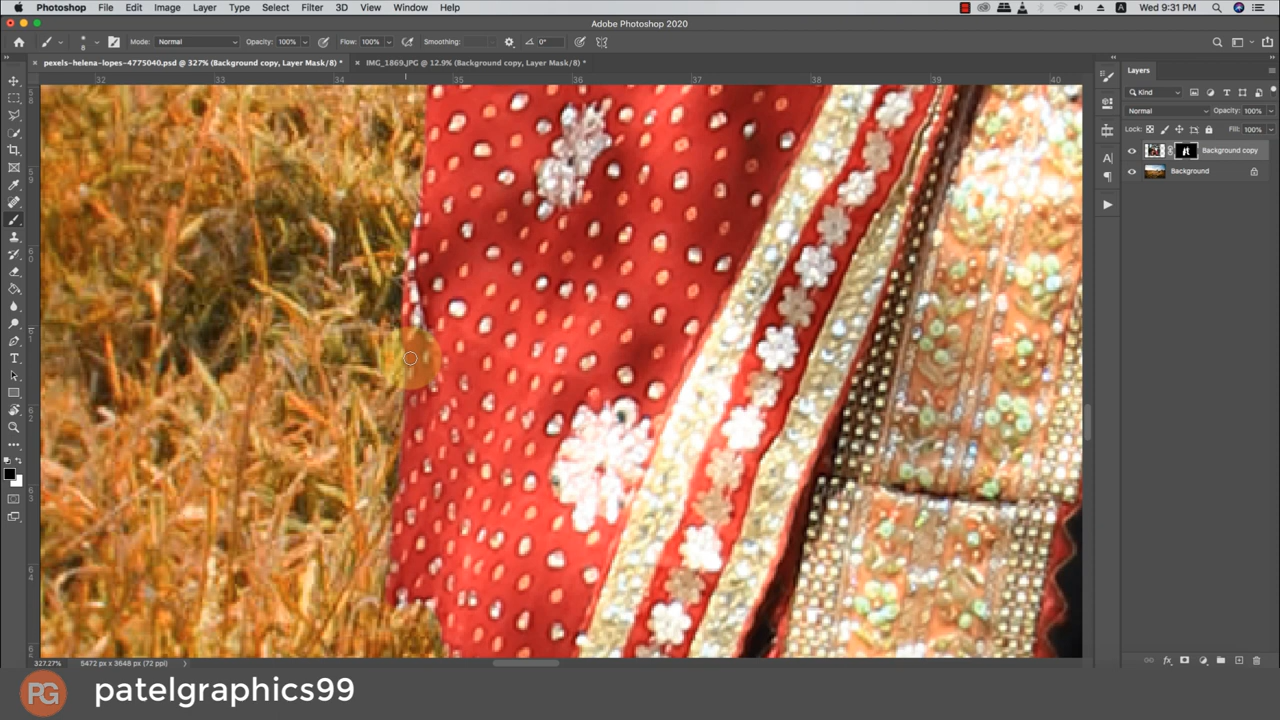 Photoshop File Edit Image Layer Type Select Filter 3D View Window Help Wed 9:31 PM
Adobe Photoshop 2020
8 Mode: Normal Opacity: 100% Flow: 100% Smoothing: 0°
pexels-helena-lopes-4775040.psd @ 327% (Background copy, Layer Mask/8) * IMG_1869.JPG @ 12.9% (Background copy, Layer Mask/8) *
32 33 34 35 36 37 38 39 40
Layers
Kind
Normal Opacity: 100%
Lock: Fill: 100%
Background copy
Background
327.27% 5472 px x 3648 px (72 ppi)
PG patelgraphics99